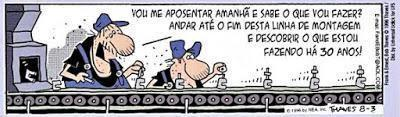 VOU ME APOSENTAR AMANHÃ E SABE O QUE VOU FAZER?
ANDAR ATÉ O FIM DESTA LINHA DE MONTAGEM
E DESCOBRIR O QUE ESTOU
FAZENDO HÁ 30 ANOS!
THAVES 8-3